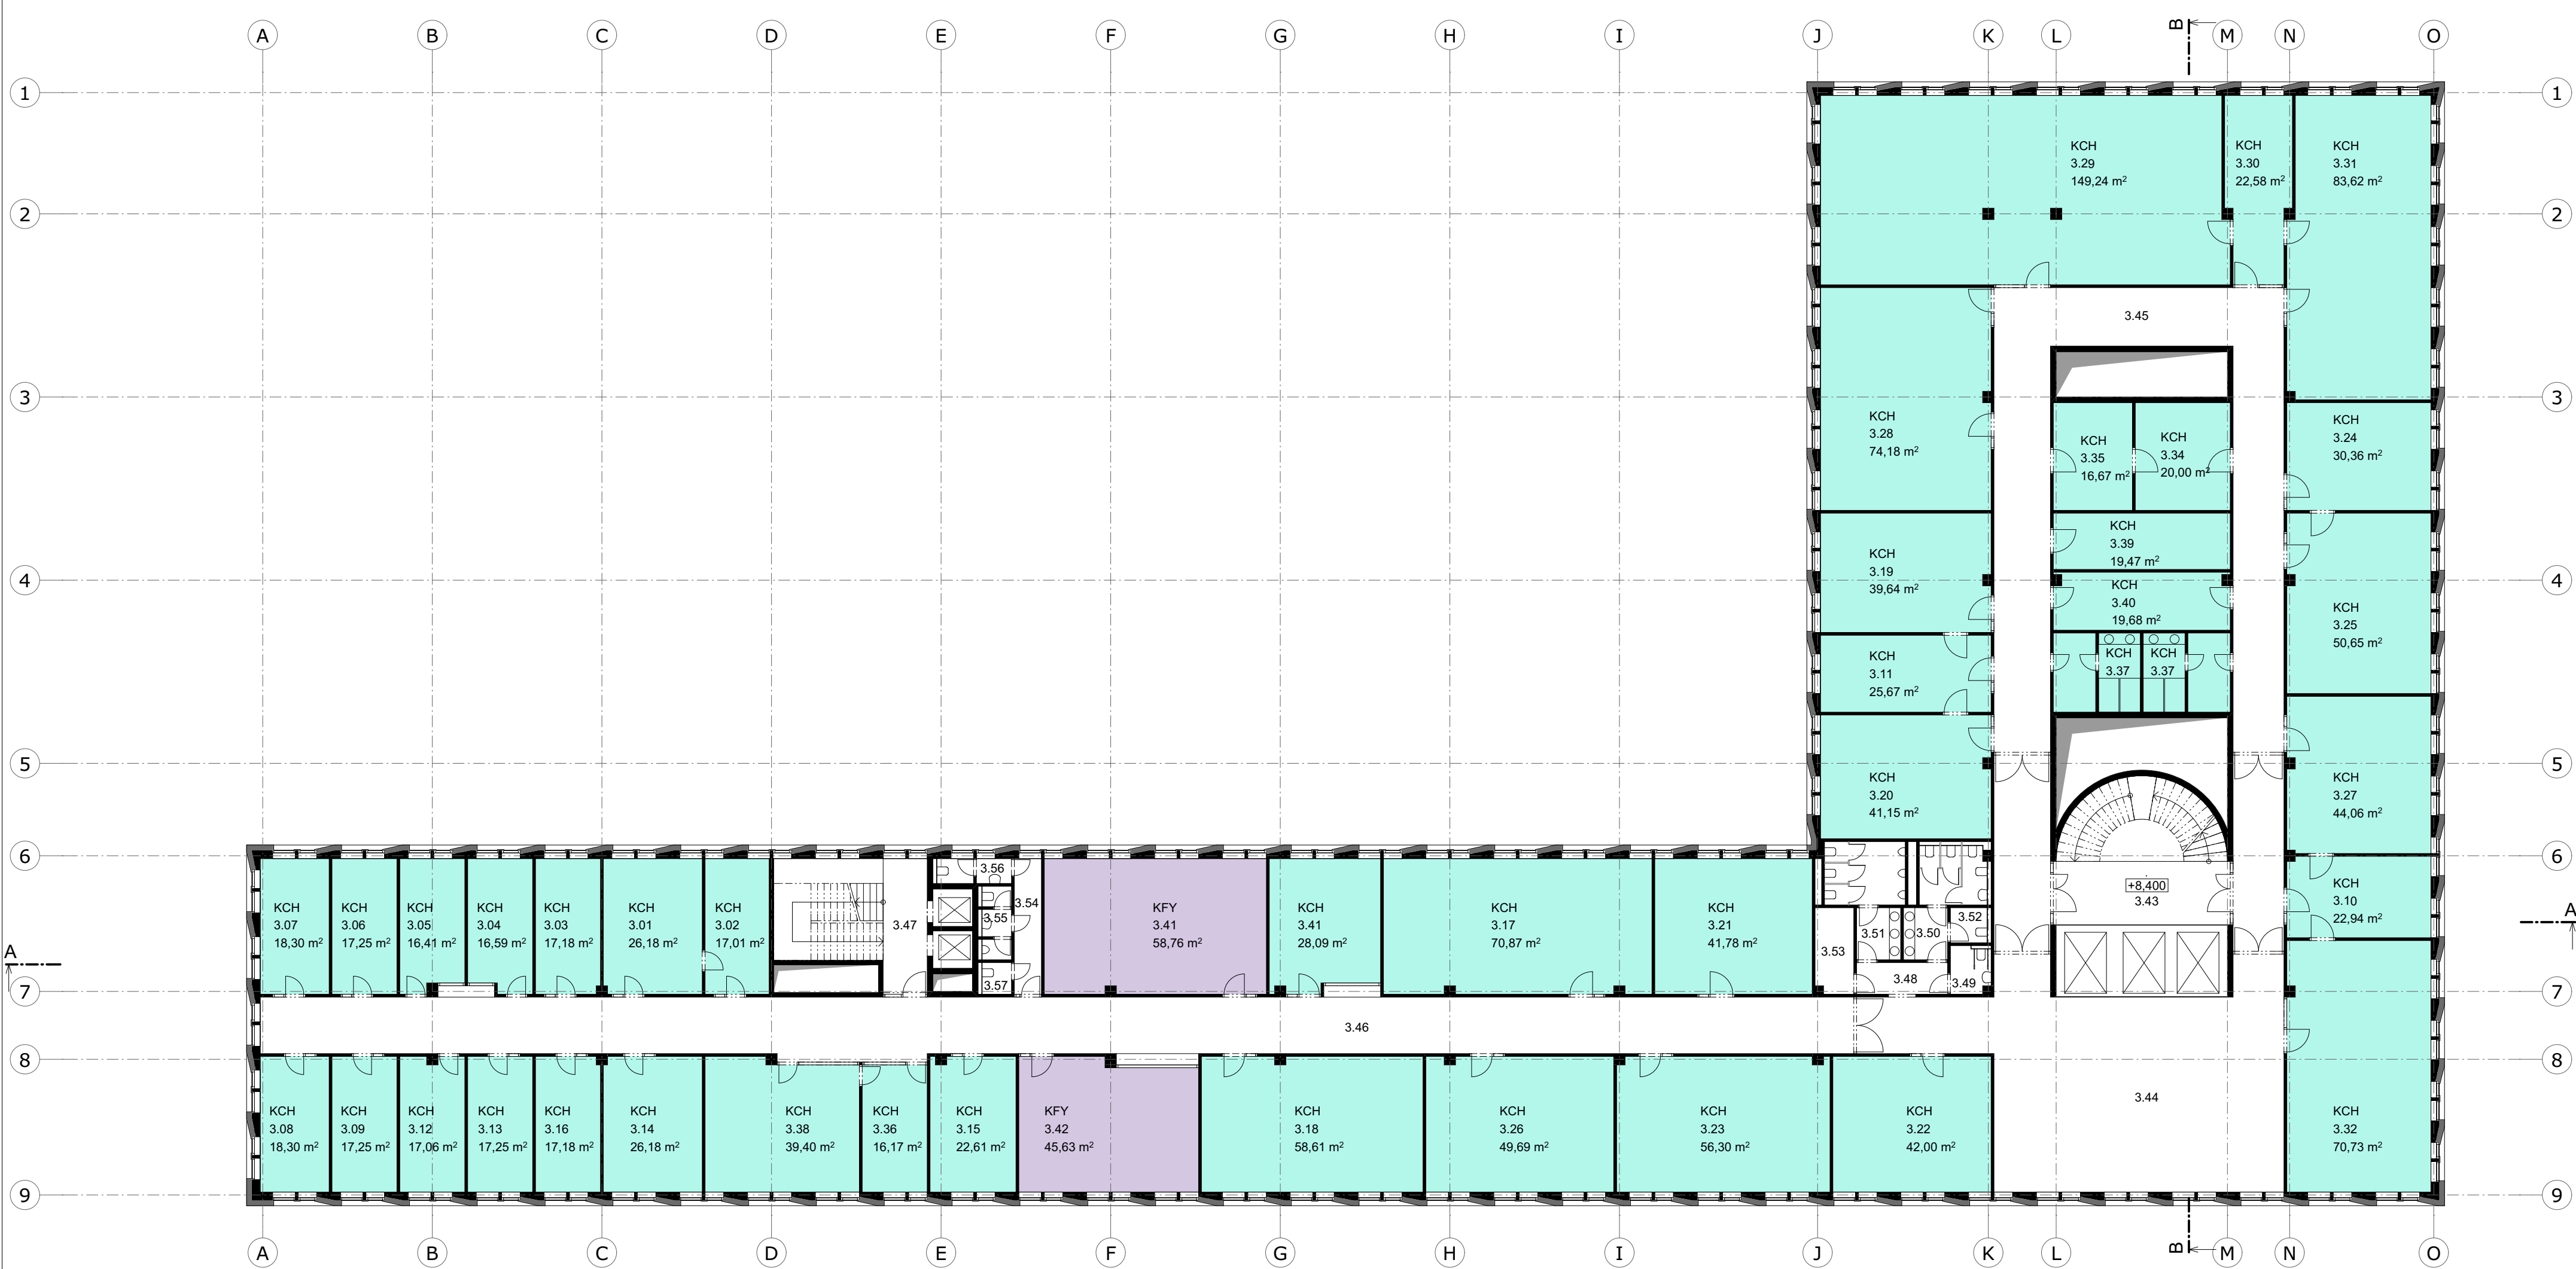 B
A B C D E F G H I J K L M N O
1 1
KCH KCH KCH
3.29 3.30 3.31
149,24 m² 22,58 m² 83,62 m²
2 2
3.45
3 3
KCH
3.28
74,18 m²
KCH
3.35
16,67 m²
KCH
3.34
20,00 m²
KCH
3.24
30,36 m²
KCH
3.39
19,47 m²
KCH
3.19
39,64 m²
4 4
KCH
3.40
19,68 m²
KCH
3.25
50,65 m²
KCH
3.11
25,67 m²
KCH KCH
3.37 3.37
5 5
KCH
3.20
41,15 m²
KCH
3.27
44,06 m²
6 6
+8,400
3.43
KCH
3.10
22,94 m²
KCH
3.07
18,30 m²
KCH
3.06
17,25 m²
KCH
3.05
16,41 m²
KCH
3.04
16,59 m²
KCH
3.03
17,18 m²
KCH
3.01
26,18 m²
KCH
3.02
17,01 m²
3.47
3.56
3.54
3.55
3.57
KFY
3.41
58,76 m²
KCH
3.41
28,09 m²
KCH
3.17
70,87 m²
KCH
3.21
41,78 m²
3.53
3.51
3.50
3.52
3.48
3.49
A A
7 7
3.46
8 8
KCH
3.08
18,30 m²
KCH
3.09
17,25 m²
KCH
3.12
17,06 m²
KCH
3.13
17,25 m²
KCH
3.16
17,18 m²
KCH
3.14
26,18 m²
KCH
3.38
39,40 m²
KCH
3.36
16,17 m²
KCH
3.15
22,61 m²
KFY
3.42
45,63 m²
KCH
3.18
58,61 m²
KCH
3.26
49,69 m²
KCH
3.23
56,30 m²
KCH
3.22
42,00 m²
3.44
KCH
3.32
70,73 m²
9 9
A B C D E F G H I J K L M N O
B